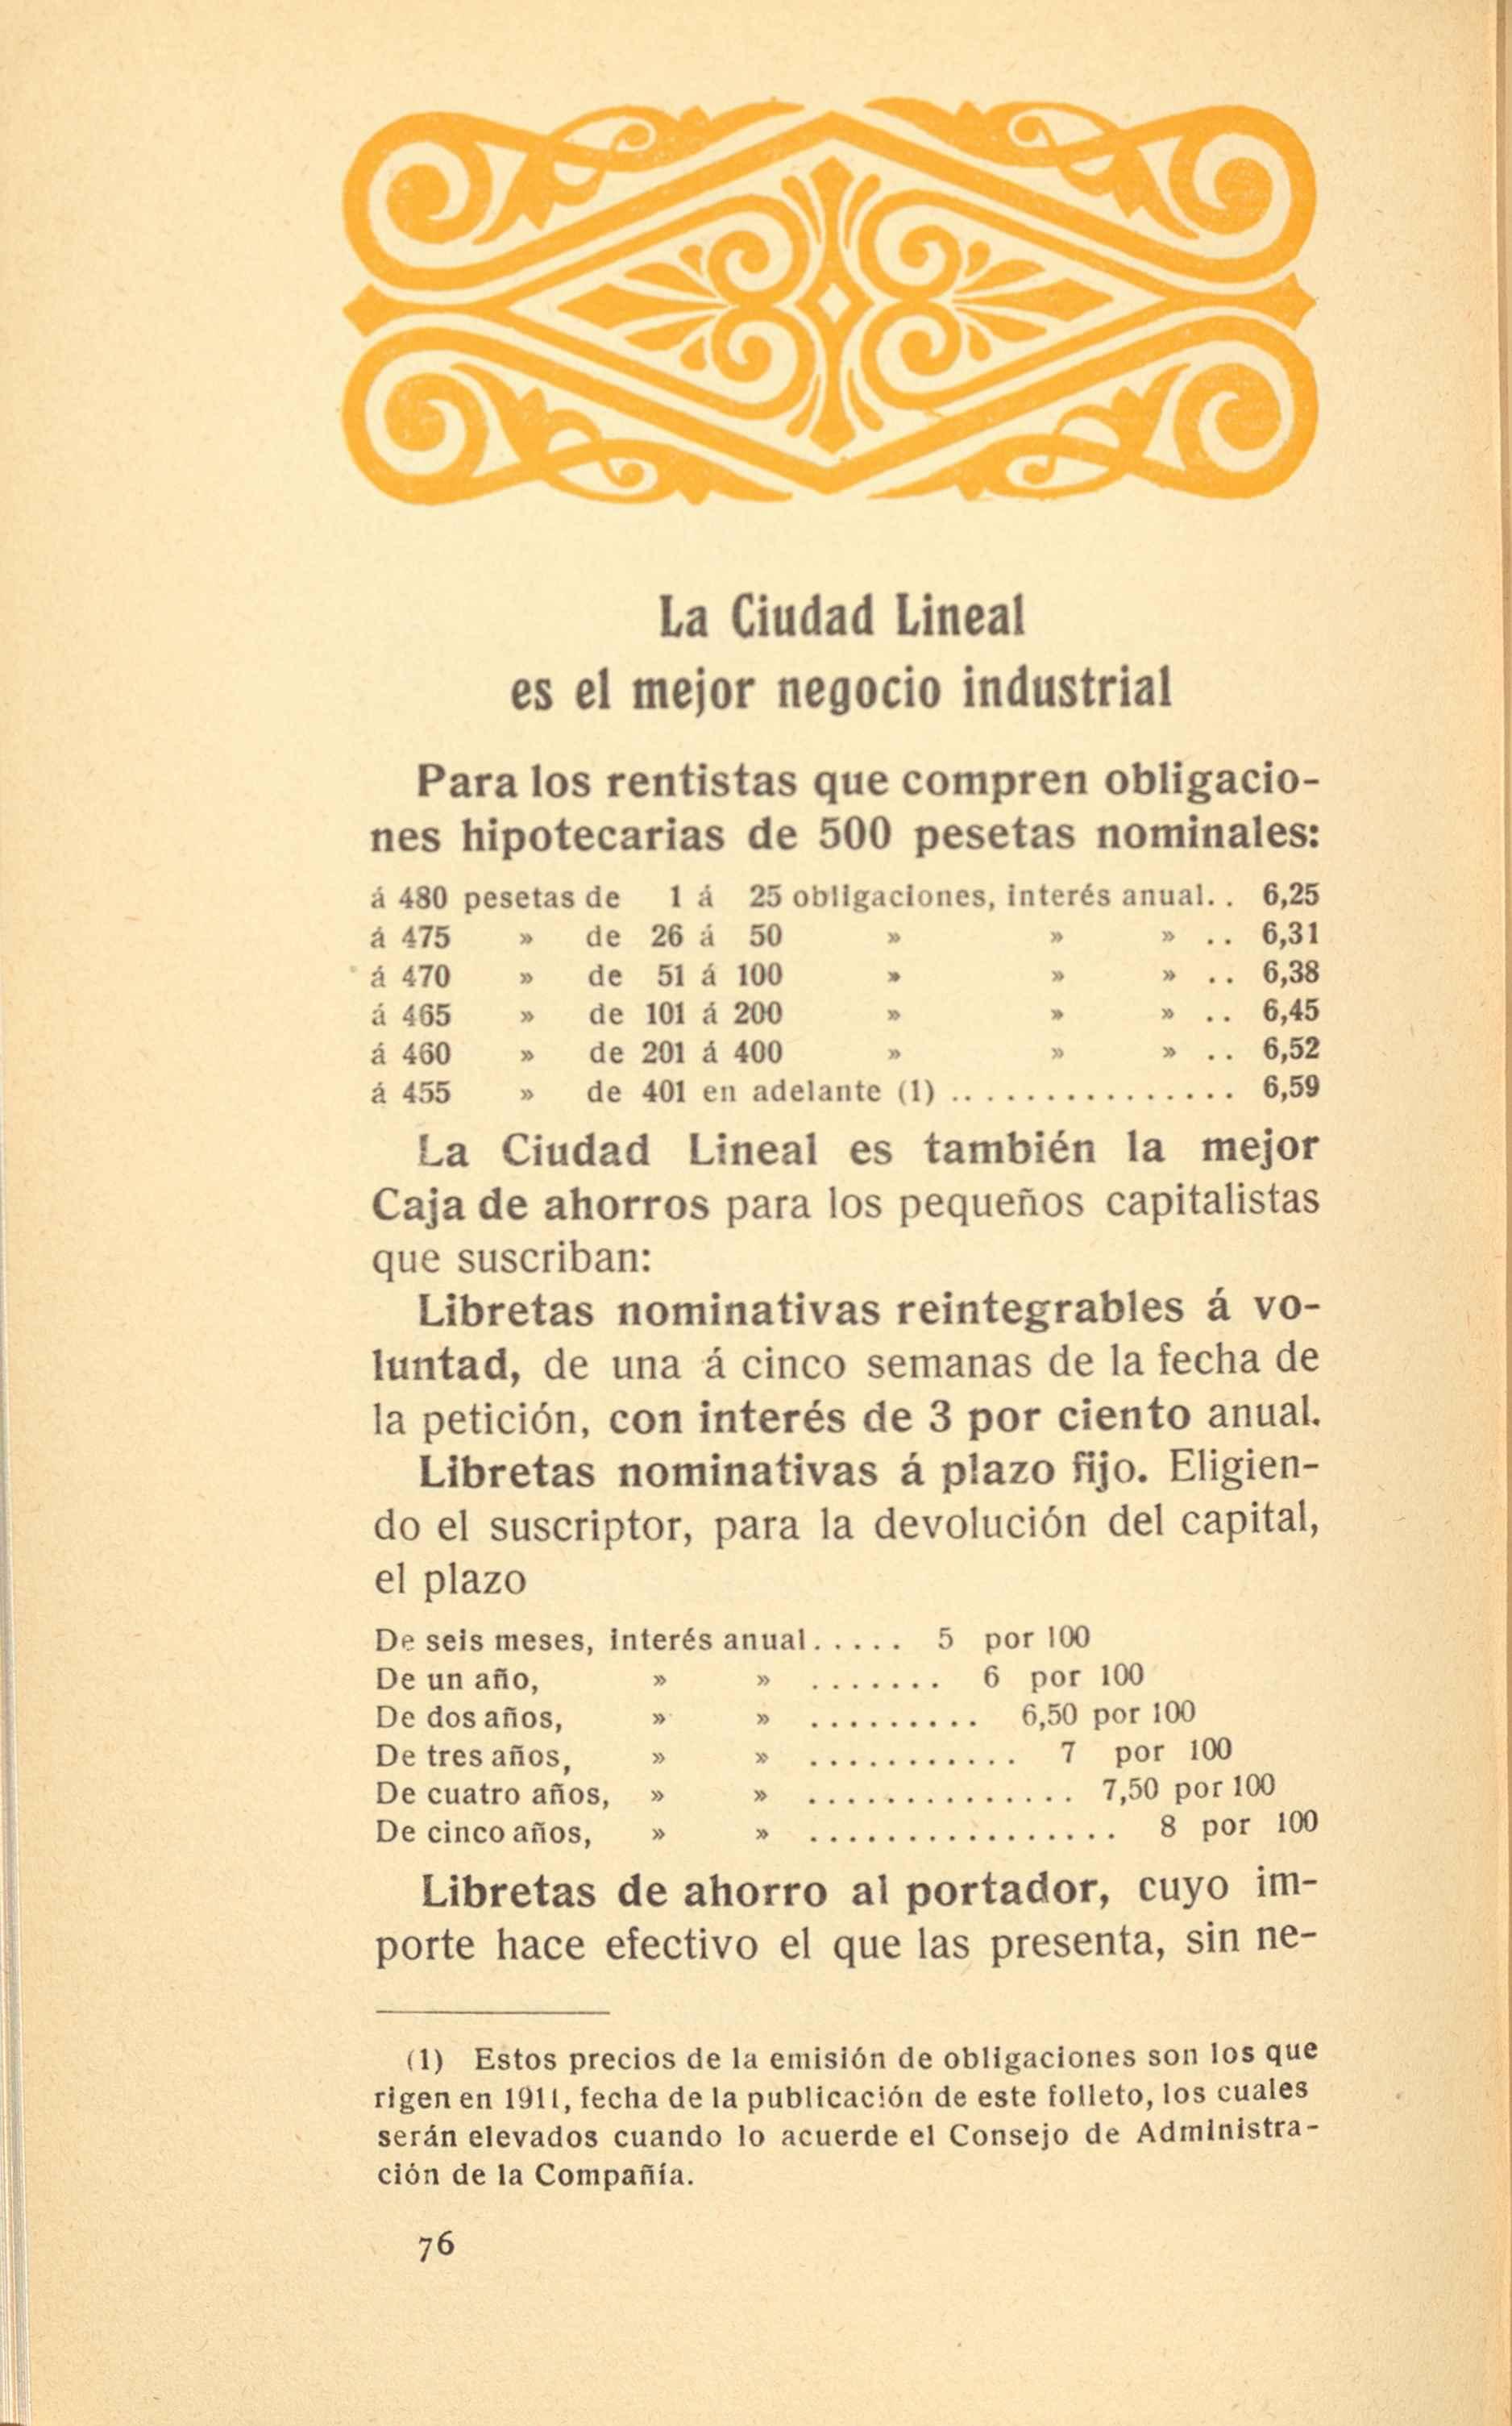 La Ciudad Lineal
es el mejor negocio industrial
Para los rentistas que compren obligacio-
nes hipotecarias de 500 pesetas nominales:
á 480 pesetas de 1 á 25 obligaciones, interés anual. . 6,25
á 475 » de 26 á 50 » » » . . 6,31
á 470 » de 51 á 100 » » » . . 6,38
á 465 » de 101 á 200 » » » . . 6,45
á 460 » de 201 á 400 » » » . . 6,52
á 455 » de 401 en adelante (1) . . . . . . . . . . . . . . . . 6,59
La Ciudad Lineal es también la mejor
Caja de ahorros para los pequeños capitalistas
que suscriban:
Libretas nominativas reintegrables á vo-
luntad, de una á cinco semanas de la fecha de
la petición, con interés de 3 por ciento anual.
Libretas nominativas á plazo fijo. Eligien-
do el suscriptor, para la devolución del capital,
el plazo
De seis meses, interés anual. . . . . 5 por 100
De un año, » » . . . . . . . 6 por 100
De dos años, » » . . . . . . . . . 6,50 por 100
De tres años, » » . . . . . . . . . . . 7 por 100
De cuatro años, » » . . . . . . . . . . . . . . 7,50 por 100
De cinco años, » » . . . . . . . . . . . . . . . . 8 por 100
Libretas de ahorro al portador, cuyo im-
porte hace efectivo el que las presenta, sin ne-
(1) Estos precios de la emisión de obligaciones son los que
rigen en 1911, fecha de la publicación de este folleto, los cuales
serán elevados cuando lo acuerde el Consejo de Administra-
ción de la Compañía.
76